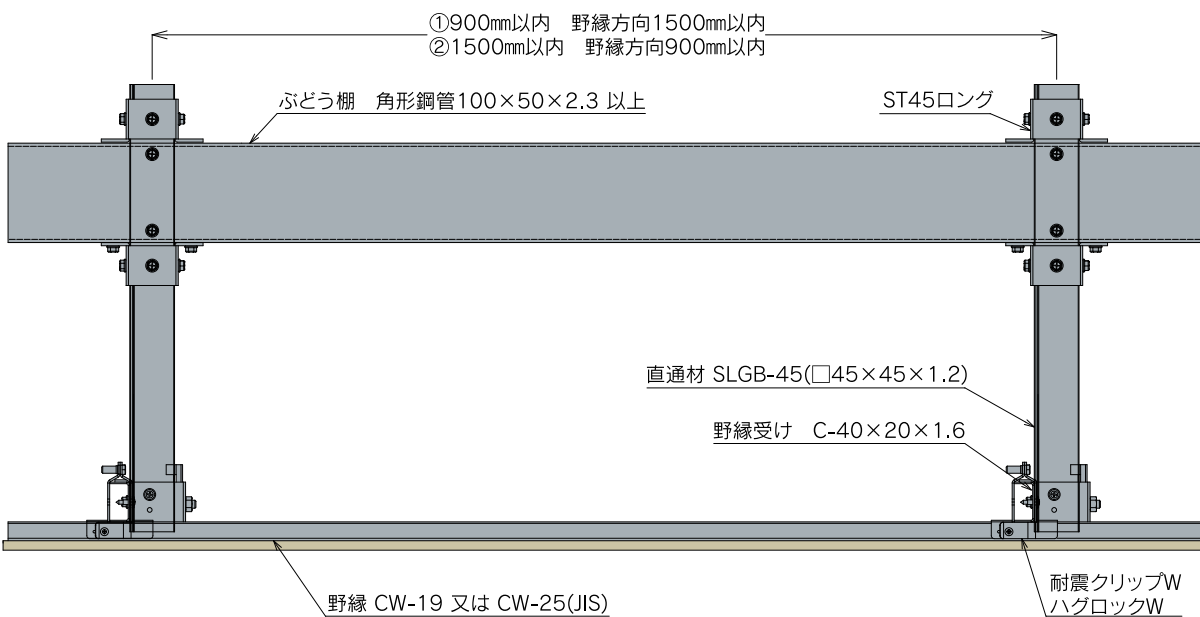 ①900㎜以内　野縁方向1500㎜以内
②1500㎜以内　野縁方向900㎜以内
ぶどう棚　角形鋼管100×50×2.3 以上
ST45ロング
直通材 SLGB-45(□45×45×1.2)
野縁受け　C-40×20×1.6
野縁 CW-19 又は CW-25(JIS)
耐震クリップW
ハグロックW